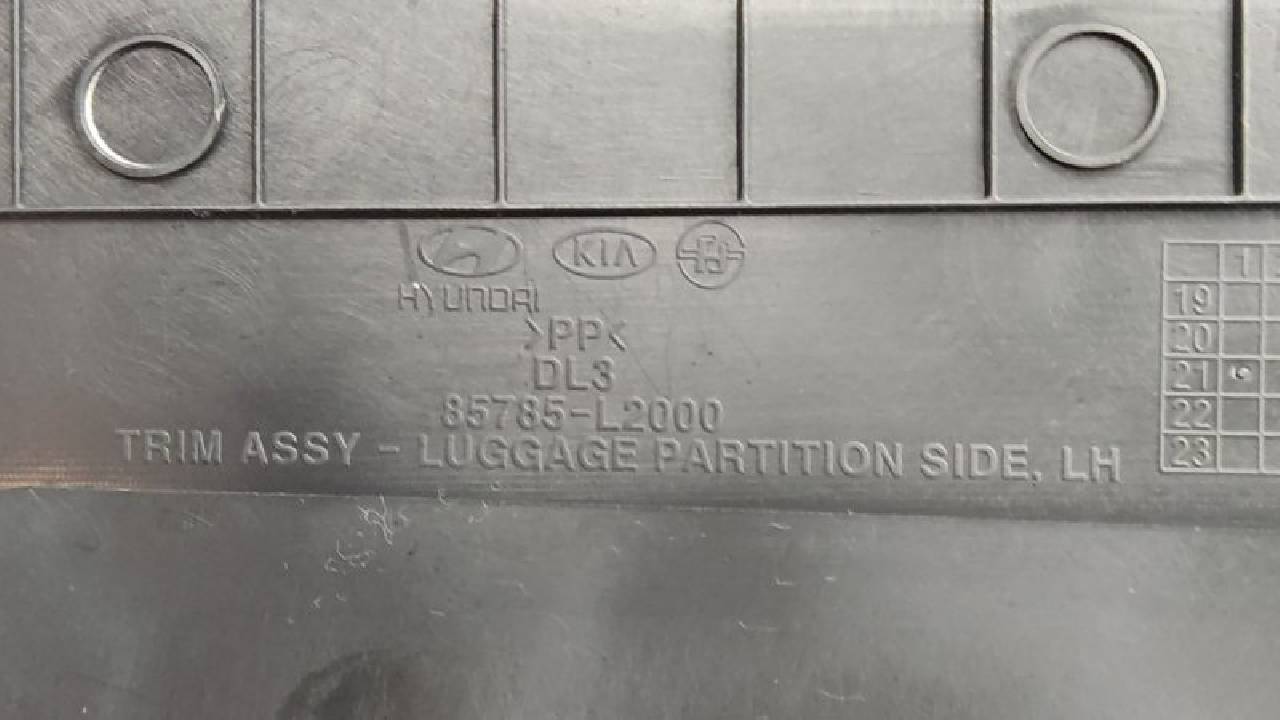 KIA
HYUNDAI
>PP<
DL3
85785-L2000
TRIM ASSY - LUGGAGE PARTITION SIDE, LH
1
19
20
21
22
23